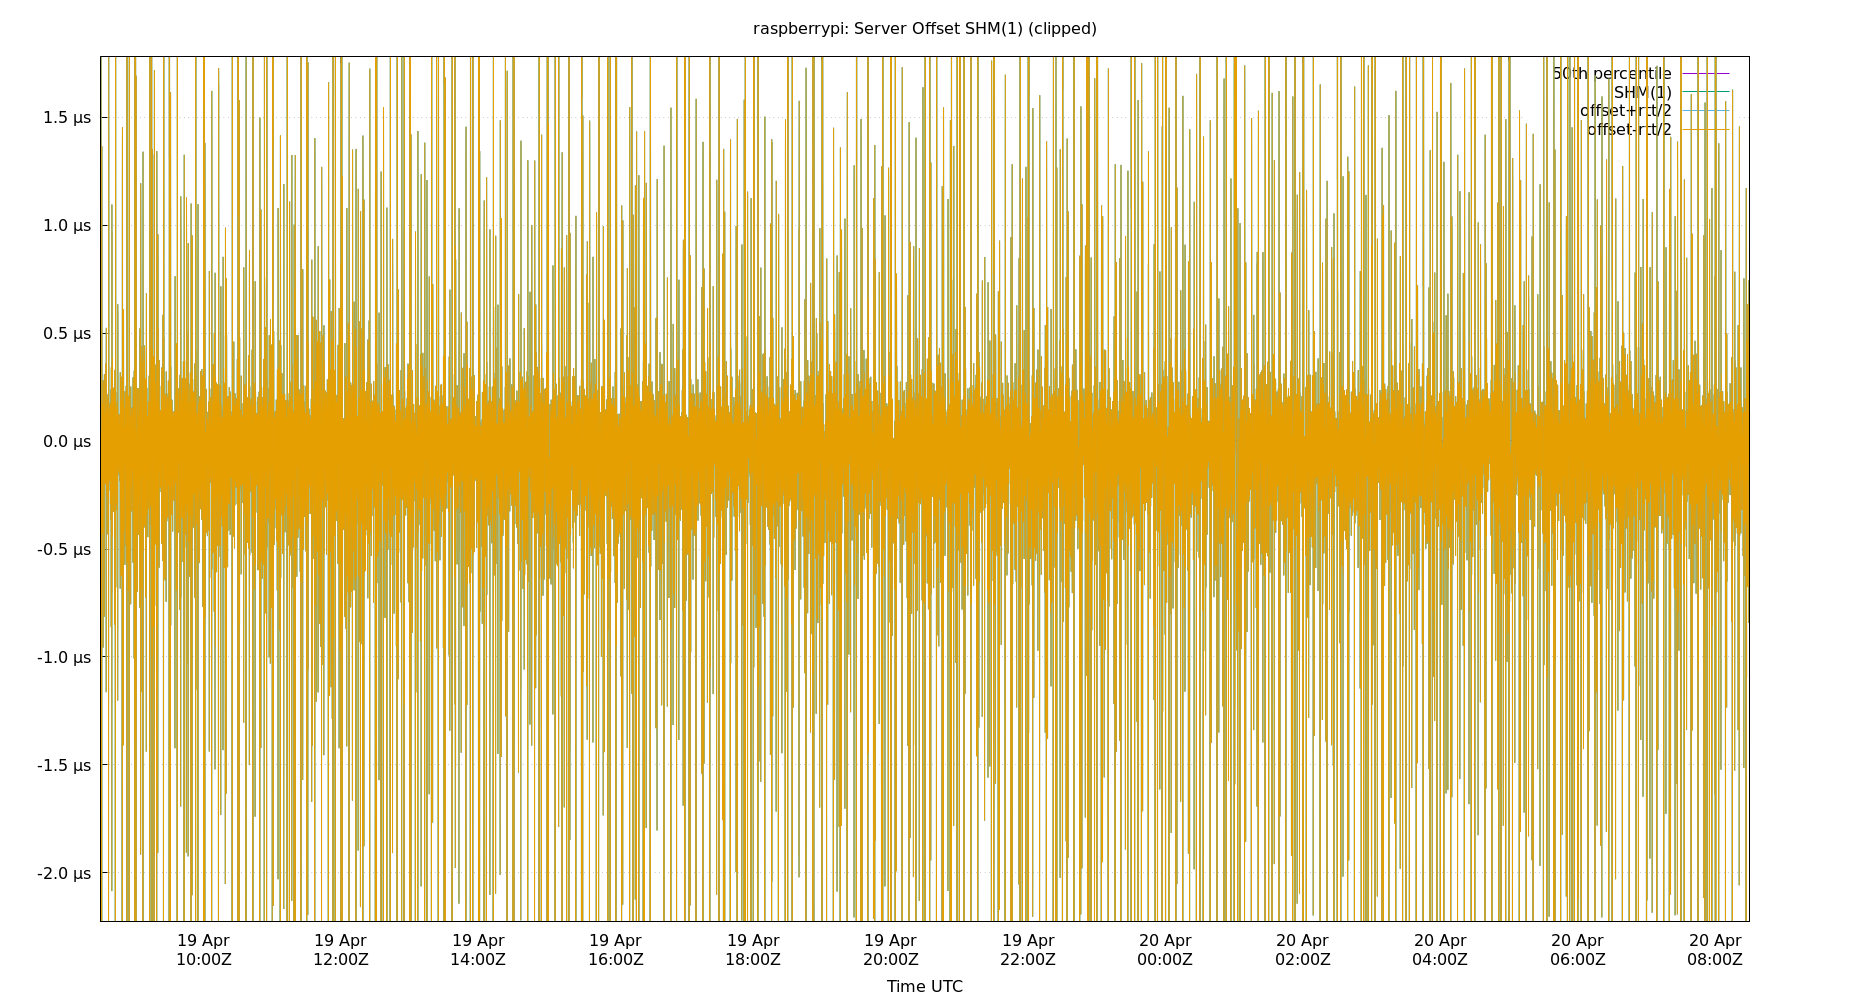 raspberrypi: Server Offset SHM(1) (clipped)
50th percentile
SHM(1)
offset+rtt/2
offset-rtt/2
1.5 µs
1.0 µs
0.5 µs
0.0 µs
-0.5 µs
-1.0 µs
-1.5 µs
-2.0 µs
19 Apr 19 Apr 19 Apr 19 Apr 19 Apr 19 Apr 19 Apr 20 Apr 20 Apr 20 Apr 20 Apr 20 Apr
10:00Z 12:00Z 14:00Z 16:00Z 18:00Z 20:00Z 22:00Z 00:00Z 02:00Z 04:00Z 06:00Z 08:00Z
Time UTC